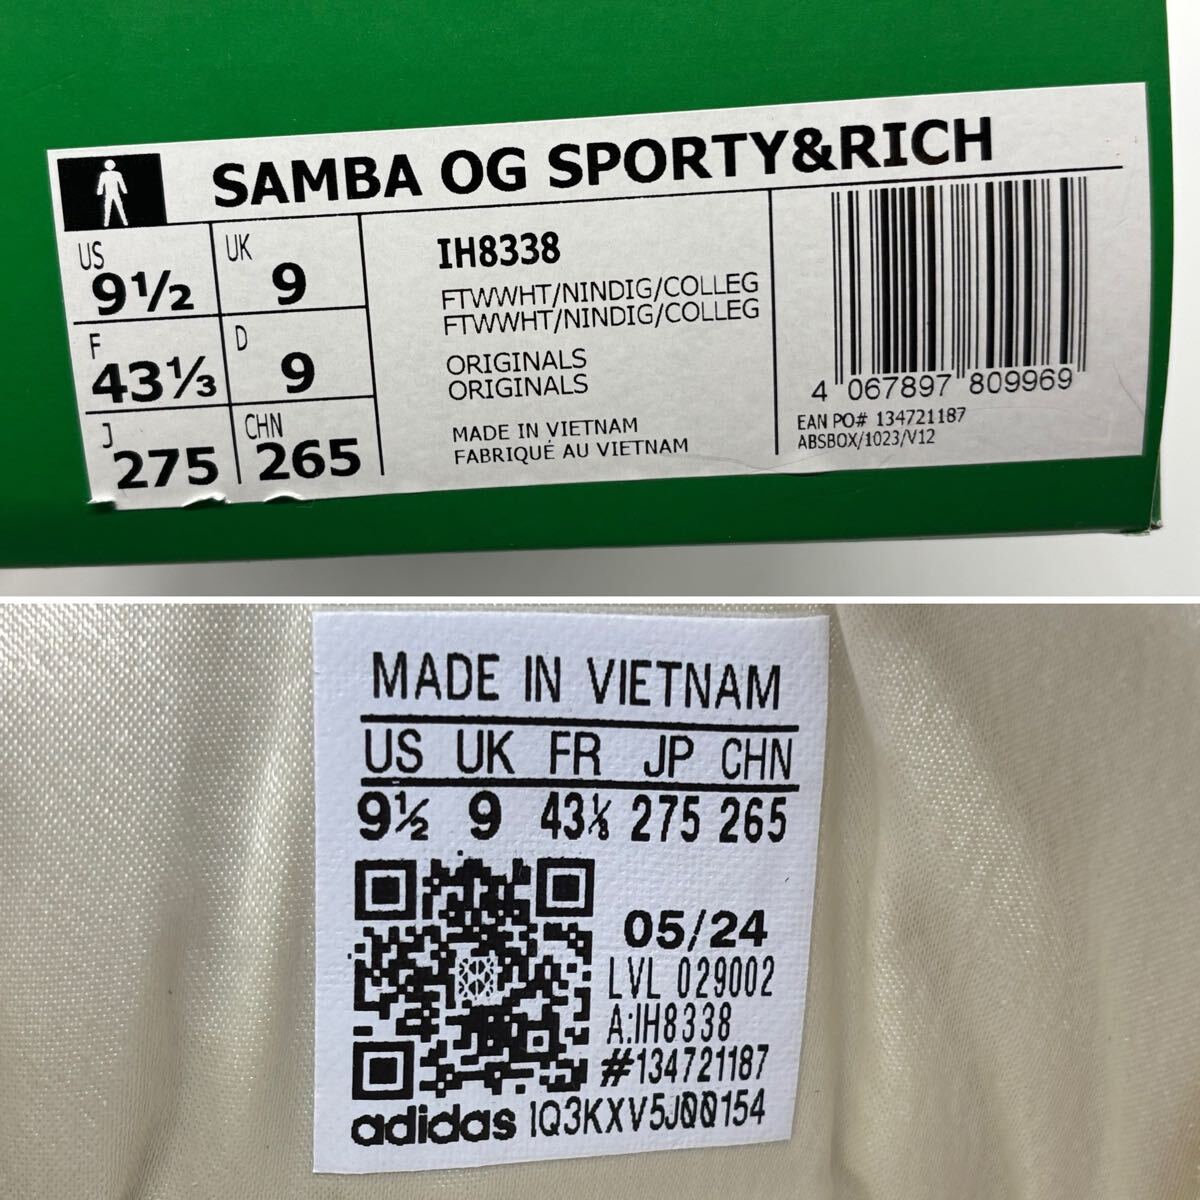 SAMBA OG SPORTY&RICH
US 9½ UK 9
F 43⅓ D 9
J 275 CHN 265
IH8338
FTWWHT/NINDIG/COLLEG
FTWWHT/NINDIG/COLLEG
ORIGINALS
ORIGINALS
MADE IN VIETNAM
FABRIQUÉ AU VIETNAM
4 067897 809969
EAN PO# 134721187
ABSBOX/1023/V12
MADE IN VIETNAM
US UK FR JP CHN
9½ 9 43⅓ 275 265
05/24
LVL 029002
A:IH8338
#134721187
adidas 1Q3KXV5J00154